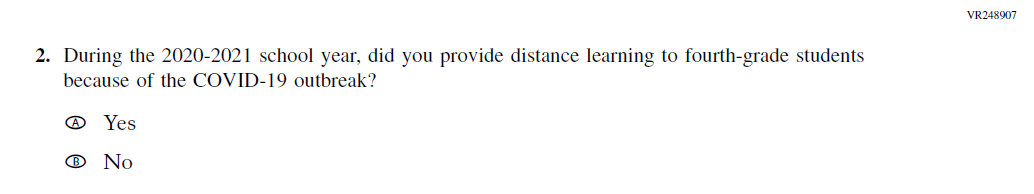 VR248907
2. During the 2020-2021 school year, did you provide distance learning to fourth-grade students
because of the COVID-19 outbreak?
A Yes
B No